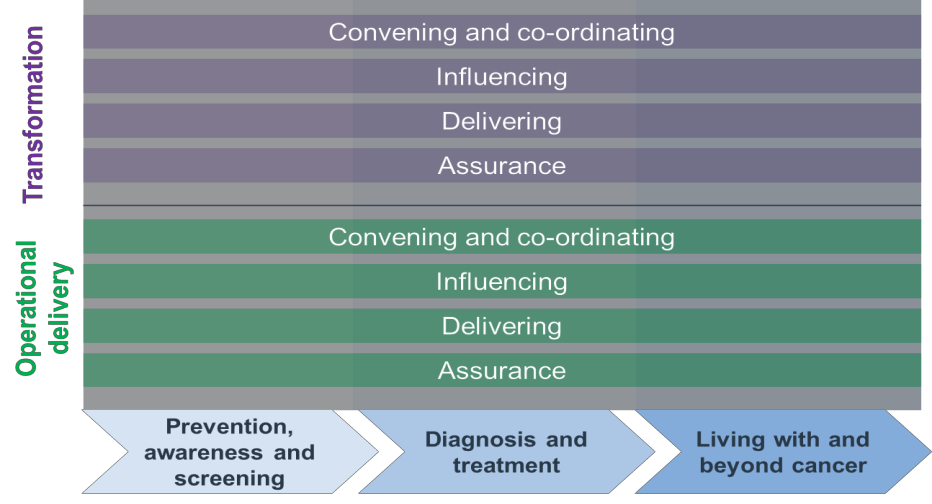 Transformation
Convening and co-ordinating
Influencing
Delivering
Assurance
Operational
delivery
Convening and co-ordinating
Influencing
Delivering
Assurance
Prevention,
awareness and
screening
Diagnosis and
treatment
Living with and
beyond cancer